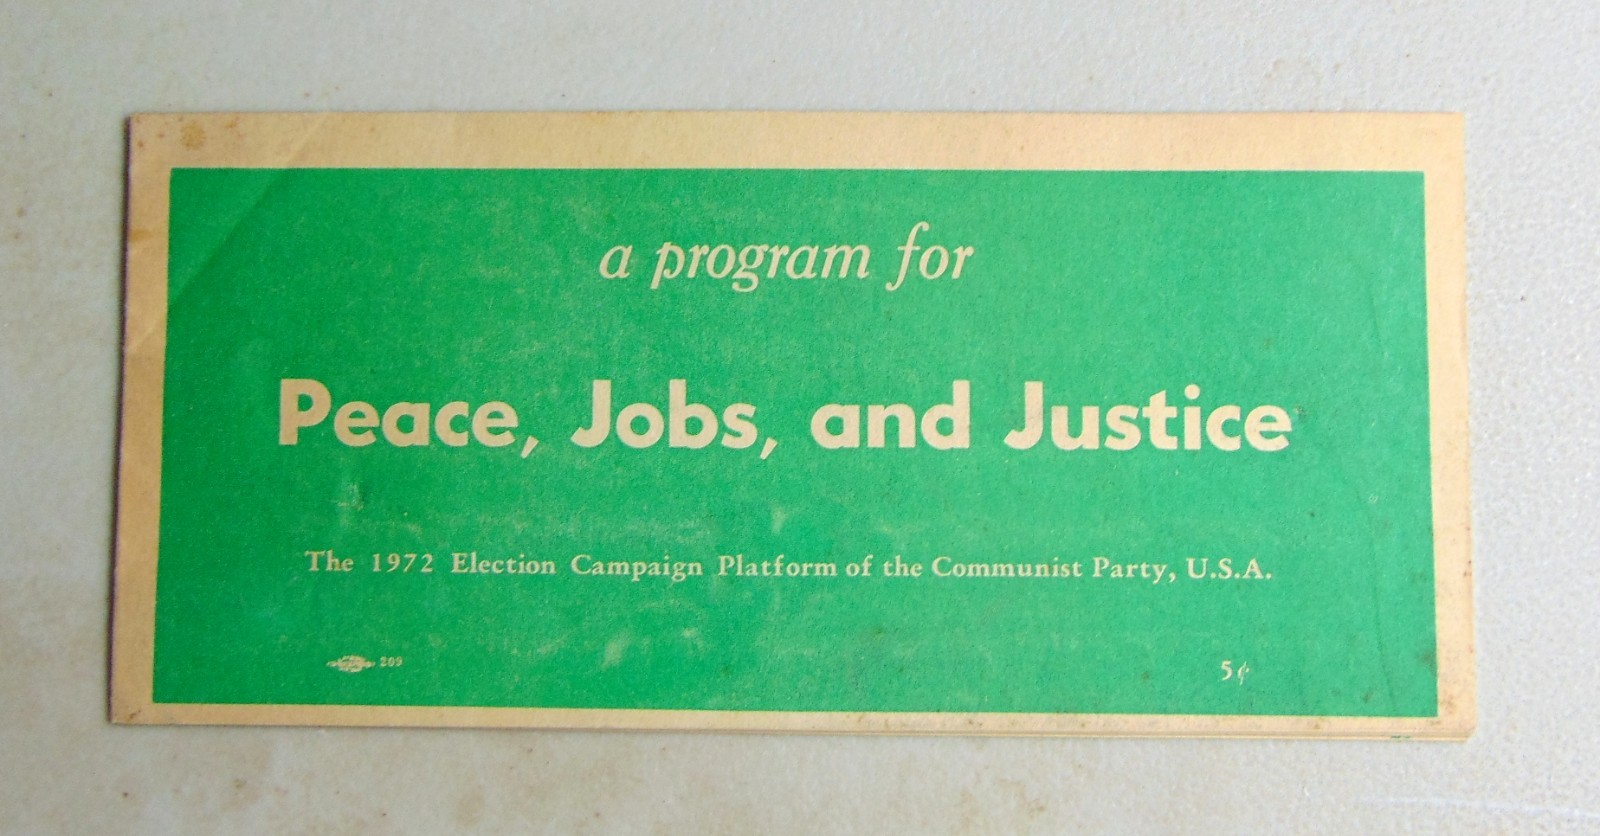 a program for
Peace, Jobs, and Justice
The 1972 Election Campaign Platform of the Communist Party, U.S.A.
209
5¢